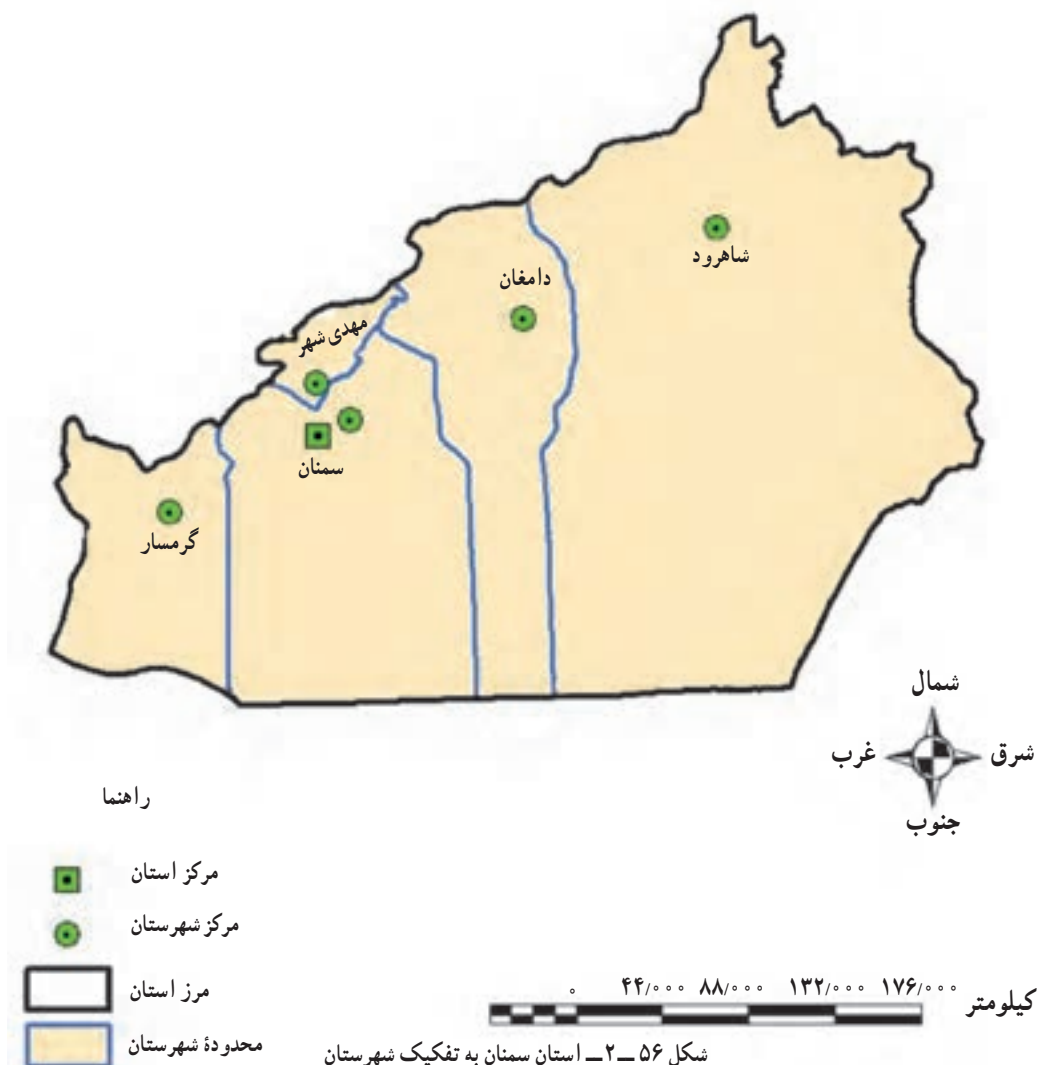 شاهرود
دامغان
مهدی شهر
سمنان
گرمسار
شمال
شرق
غرب
جنوب
راهنما
مرکز استان
مرکز شهرستان
مرز استان
محدودهٔ شهرستان
۰ ۴۴/۰۰۰ ۸۸/۰۰۰ ۱۳۲/۰۰۰ ۱۷۶/۰۰۰ کیلومتر
شکل ۵۶ ــ ۲ ــ استان سمنان به تفکیک شهرستان